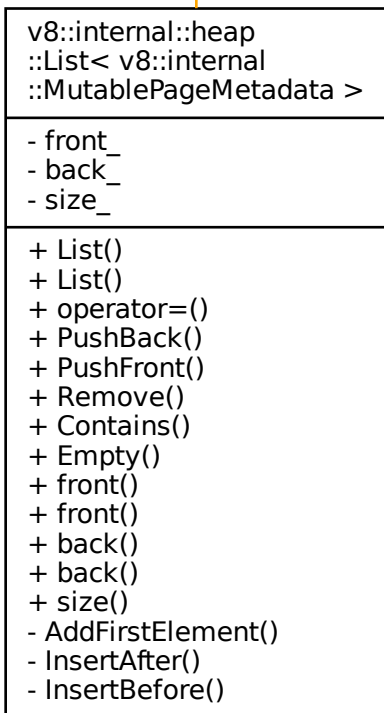 v8::internal::heap
::List< v8::internal
::MutablePageMetadata >
- front_
- back_
- size_
+ List()
+ List()
+ operator=()
+ PushBack()
+ PushFront()
+ Remove()
+ Contains()
+ Empty()
+ front()
+ front()
+ back()
+ back()
+ size()
- AddFirstElement()
- InsertAfter()
- InsertBefore()